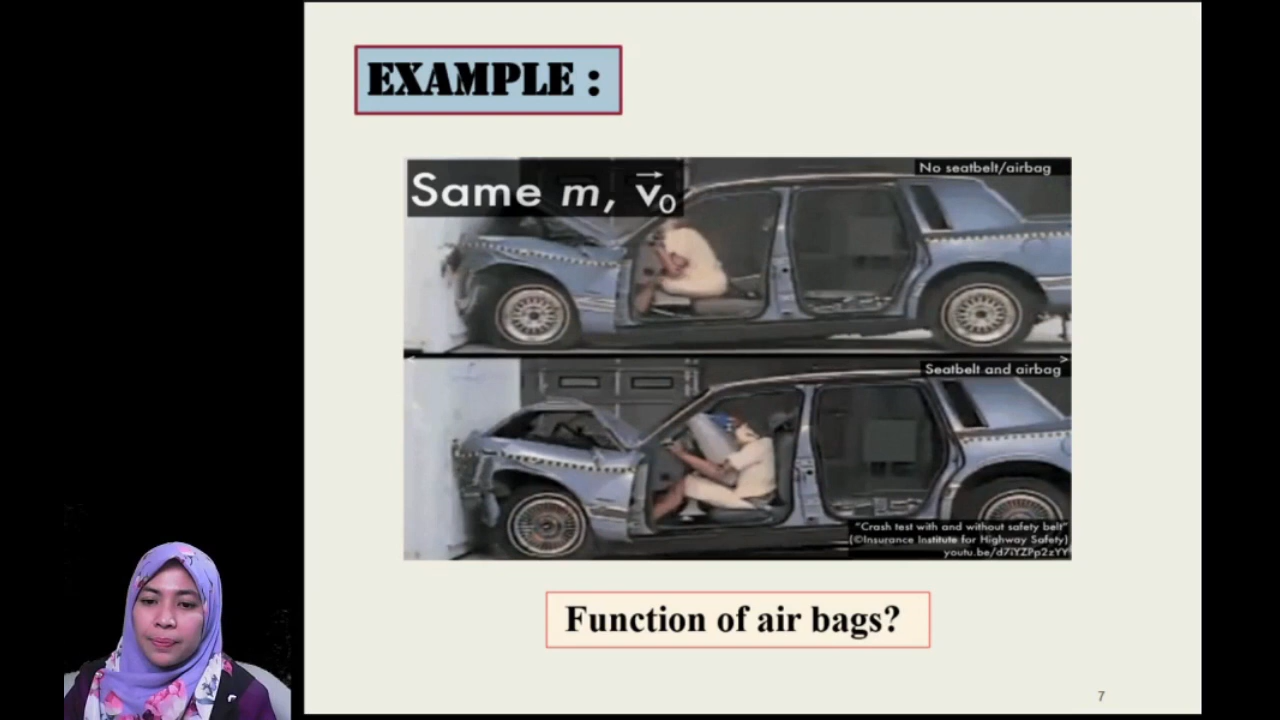 EXAMPLE :
Same m, v⃗₀
No seatbelt/airbag
Seatbelt and airbag
"Crash test with and without safety belt"
(©Insurance Institute for Highway Safety)
youtu.be/d7iYZPp2zYY
Function of air bags?
7